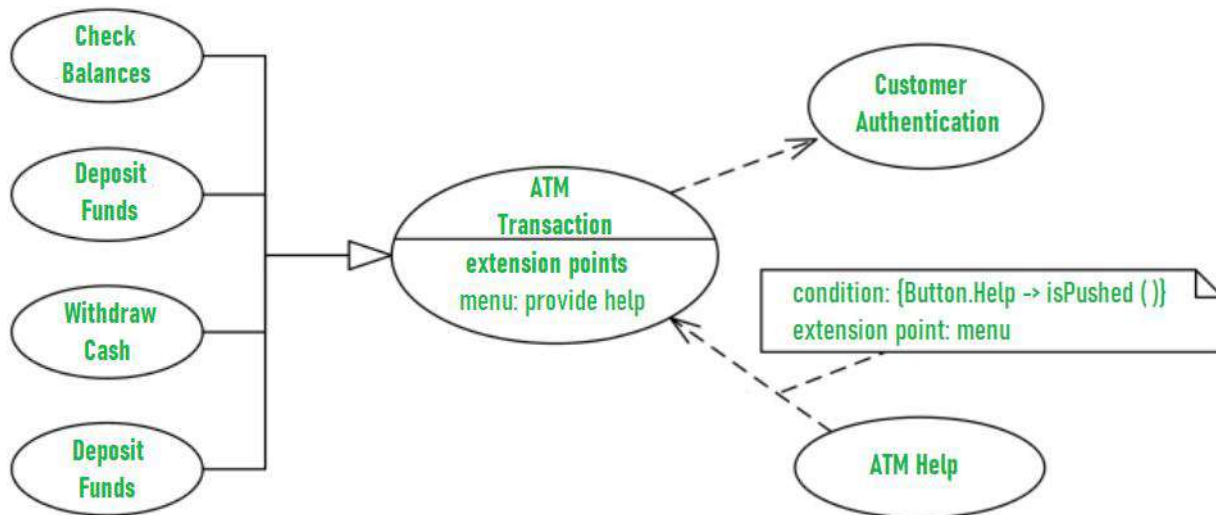 Check
Balances
Deposit
Funds
Withdraw
Cash
Deposit
Funds
ATM
Transaction
extension points
menu: provide help
Customer
Authentication
condition: {Button.Help -> isPushed ( )}
extension point: menu
ATM Help